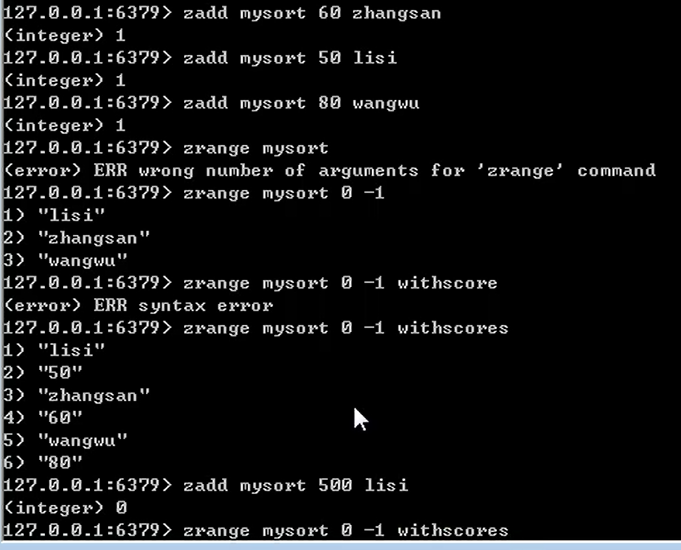 127.0.0.1:6379> zadd mysort 60 zhangsan
(integer) 1
127.0.0.1:6379> zadd mysort 50 lisi
(integer) 1
127.0.0.1:6379> zadd mysort 80 wangwu
(integer) 1
127.0.0.1:6379> zrange mysort
(error) ERR wrong number of arguments for 'zrange' command
127.0.0.1:6379> zrange mysort 0 -1
1) "lisi"
2) "zhangsan"
3) "wangwu"
127.0.0.1:6379> zrange mysort 0 -1 withscore
(error) ERR syntax error
127.0.0.1:6379> zrange mysort 0 -1 withscores
1) "lisi"
2) "50"
3) "zhangsan"
4) "60"
5) "wangwu"
6) "80"
127.0.0.1:6379> zadd mysort 500 lisi
(integer) 0
127.0.0.1:6379> zrange mysort 0 -1 withscores